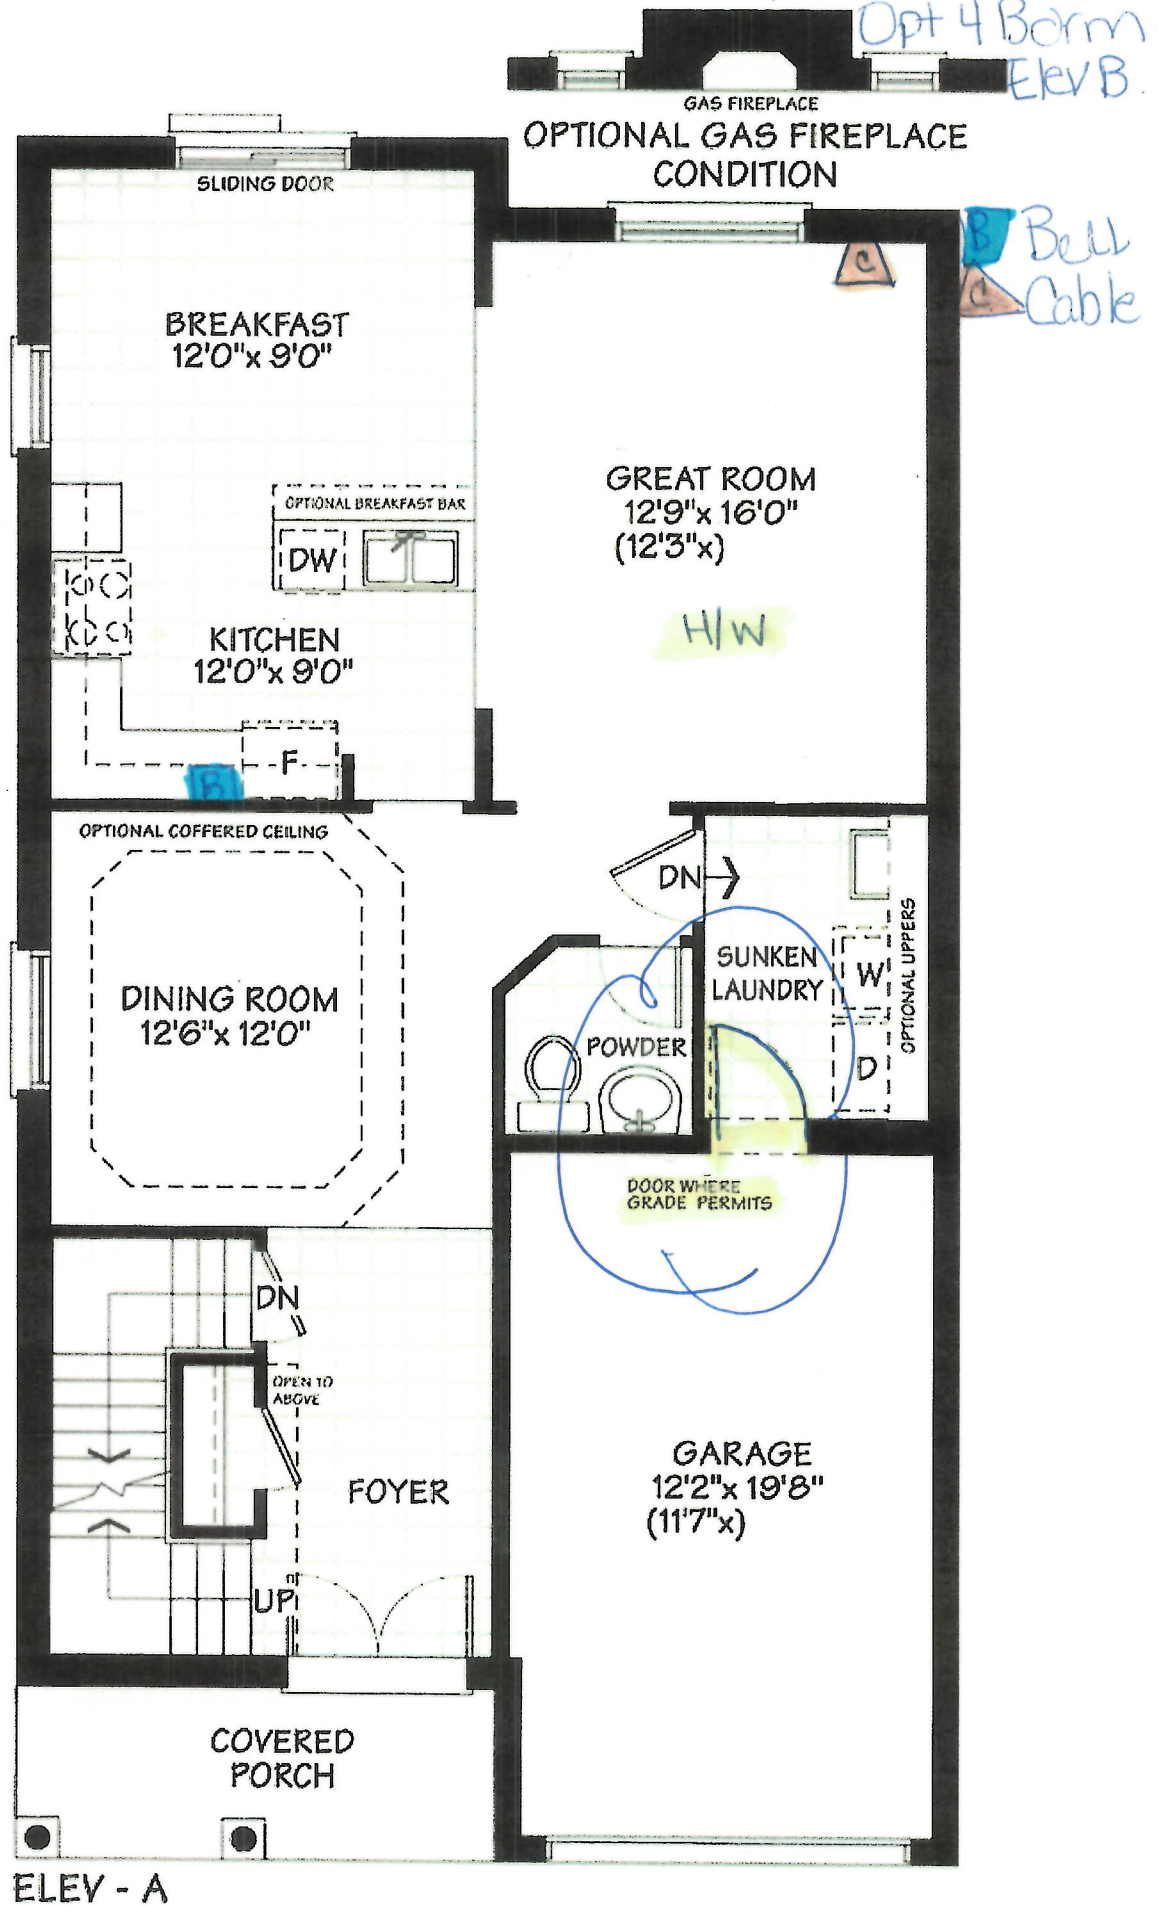 Opt 4 Barm
Elev B.
GAS FIREPLACE
OPTIONAL GAS FIREPLACE
CONDITION
SLIDING DOOR
B Bell
C
C Cable
BREAKFAST
12'0"x 9'0"
GREAT ROOM
12'9"x 16'0"
(12'3"x)
OPTIONAL BREAKFAST BAR
DW
H/W
KITCHEN
12'0"x 9'0"
F
B
OPTIONAL COFFERED CEILING
DN
SUNKEN
LAUNDRY
W
OPTIONAL UPPERS
DINING ROOM
12'6"x 12'0"
POWDER
D
DOOR WHERE
GRADE PERMITS
DN
OPEN TO
ABOVE
FOYER
GARAGE
12'2"x 19'8"
(11'7"x)
UP
COVERED
PORCH
ELEV - A